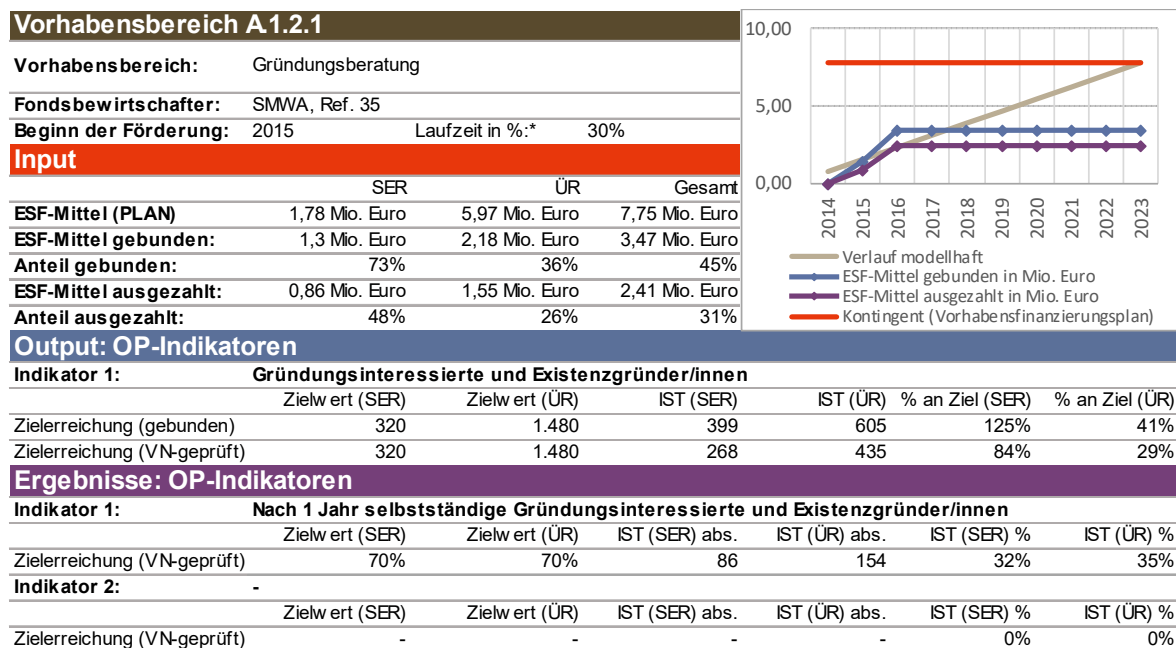 Vorhabensbereich A.1.2.1
Vorhabensbereich: Gründungsberatung
Fondsbewirtschafter: SMWA, Ref. 35
Beginn der Förderung: 2015 Laufzeit in %:* 30%
Input
SER ÜR Gesamt
ESF-Mittel (PLAN) 1,78 Mio. Euro 5,97 Mio. Euro 7,75 Mio. Euro
ESF-Mittel gebunden: 1,3 Mio. Euro 2,18 Mio. Euro 3,47 Mio. Euro
Anteil gebunden: 73% 36% 45%
ESF-Mittel ausgezahlt: 0,86 Mio. Euro 1,55 Mio. Euro 2,41 Mio. Euro
Anteil ausgezahlt: 48% 26% 31%
10,00
5,00
0,00
2014 2015 2016 2017 2018 2019 2020 2021 2022 2023
Verlauf modellhaft
ESF-Mittel gebunden in Mio. Euro
ESF-Mittel ausgezahlt in Mio. Euro
Kontingent (Vorhabensfinanzierungsplan)
Output: OP-Indikatoren
Indikator 1: Gründungsinteressierte und Existenzgründer/innen
Zielwert (SER) Zielwert (ÜR) IST (SER) IST (ÜR) % an Ziel (SER) % an Ziel (ÜR)
Zielerreichung (gebunden) 320 1.480 399 605 125% 41%
Zielerreichung (VN-geprüft) 320 1.480 268 435 84% 29%
Ergebnisse: OP-Indikatoren
Indikator 1: Nach 1 Jahr selbstständige Gründungsinteressierte und Existenzgründer/innen
Zielwert (SER) Zielwert (ÜR) IST (SER) abs. IST (ÜR) abs. IST (SER) % IST (ÜR) %
Zielerreichung (VN-geprüft) 70% 70% 86 154 32% 35%
Indikator 2: -
Zielwert (SER) Zielwert (ÜR) IST (SER) abs. IST (ÜR) abs. IST (SER) % IST (ÜR) %
Zielerreichung (VN-geprüft) - - - - 0% 0%